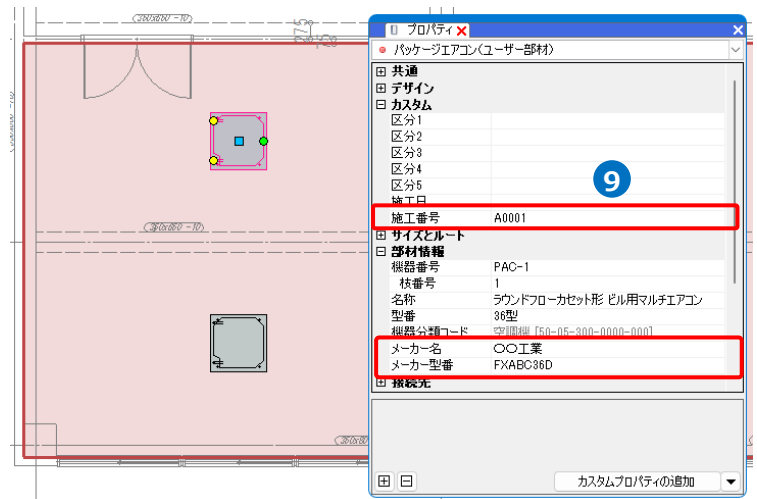 (350x650 -10)
プロパティ
パッケージエアコン(ユーザー部材)
共通
デザイン
カスタム
区分1
区分2
区分3
区分4
区分5
施工日
9
施工番号 A0001
サイズとルート
部材情報
機器番号 PAC-1
枝番号 1
名称 ラウンドフローカセット形 ビル用マルチエアコン
型番 36型
機器分類コード 空調機 [50-05-300-0000-000]
メーカー名 〇〇工業
メーカー型番 FXABC36D
接続先
カスタムプロパティの追加